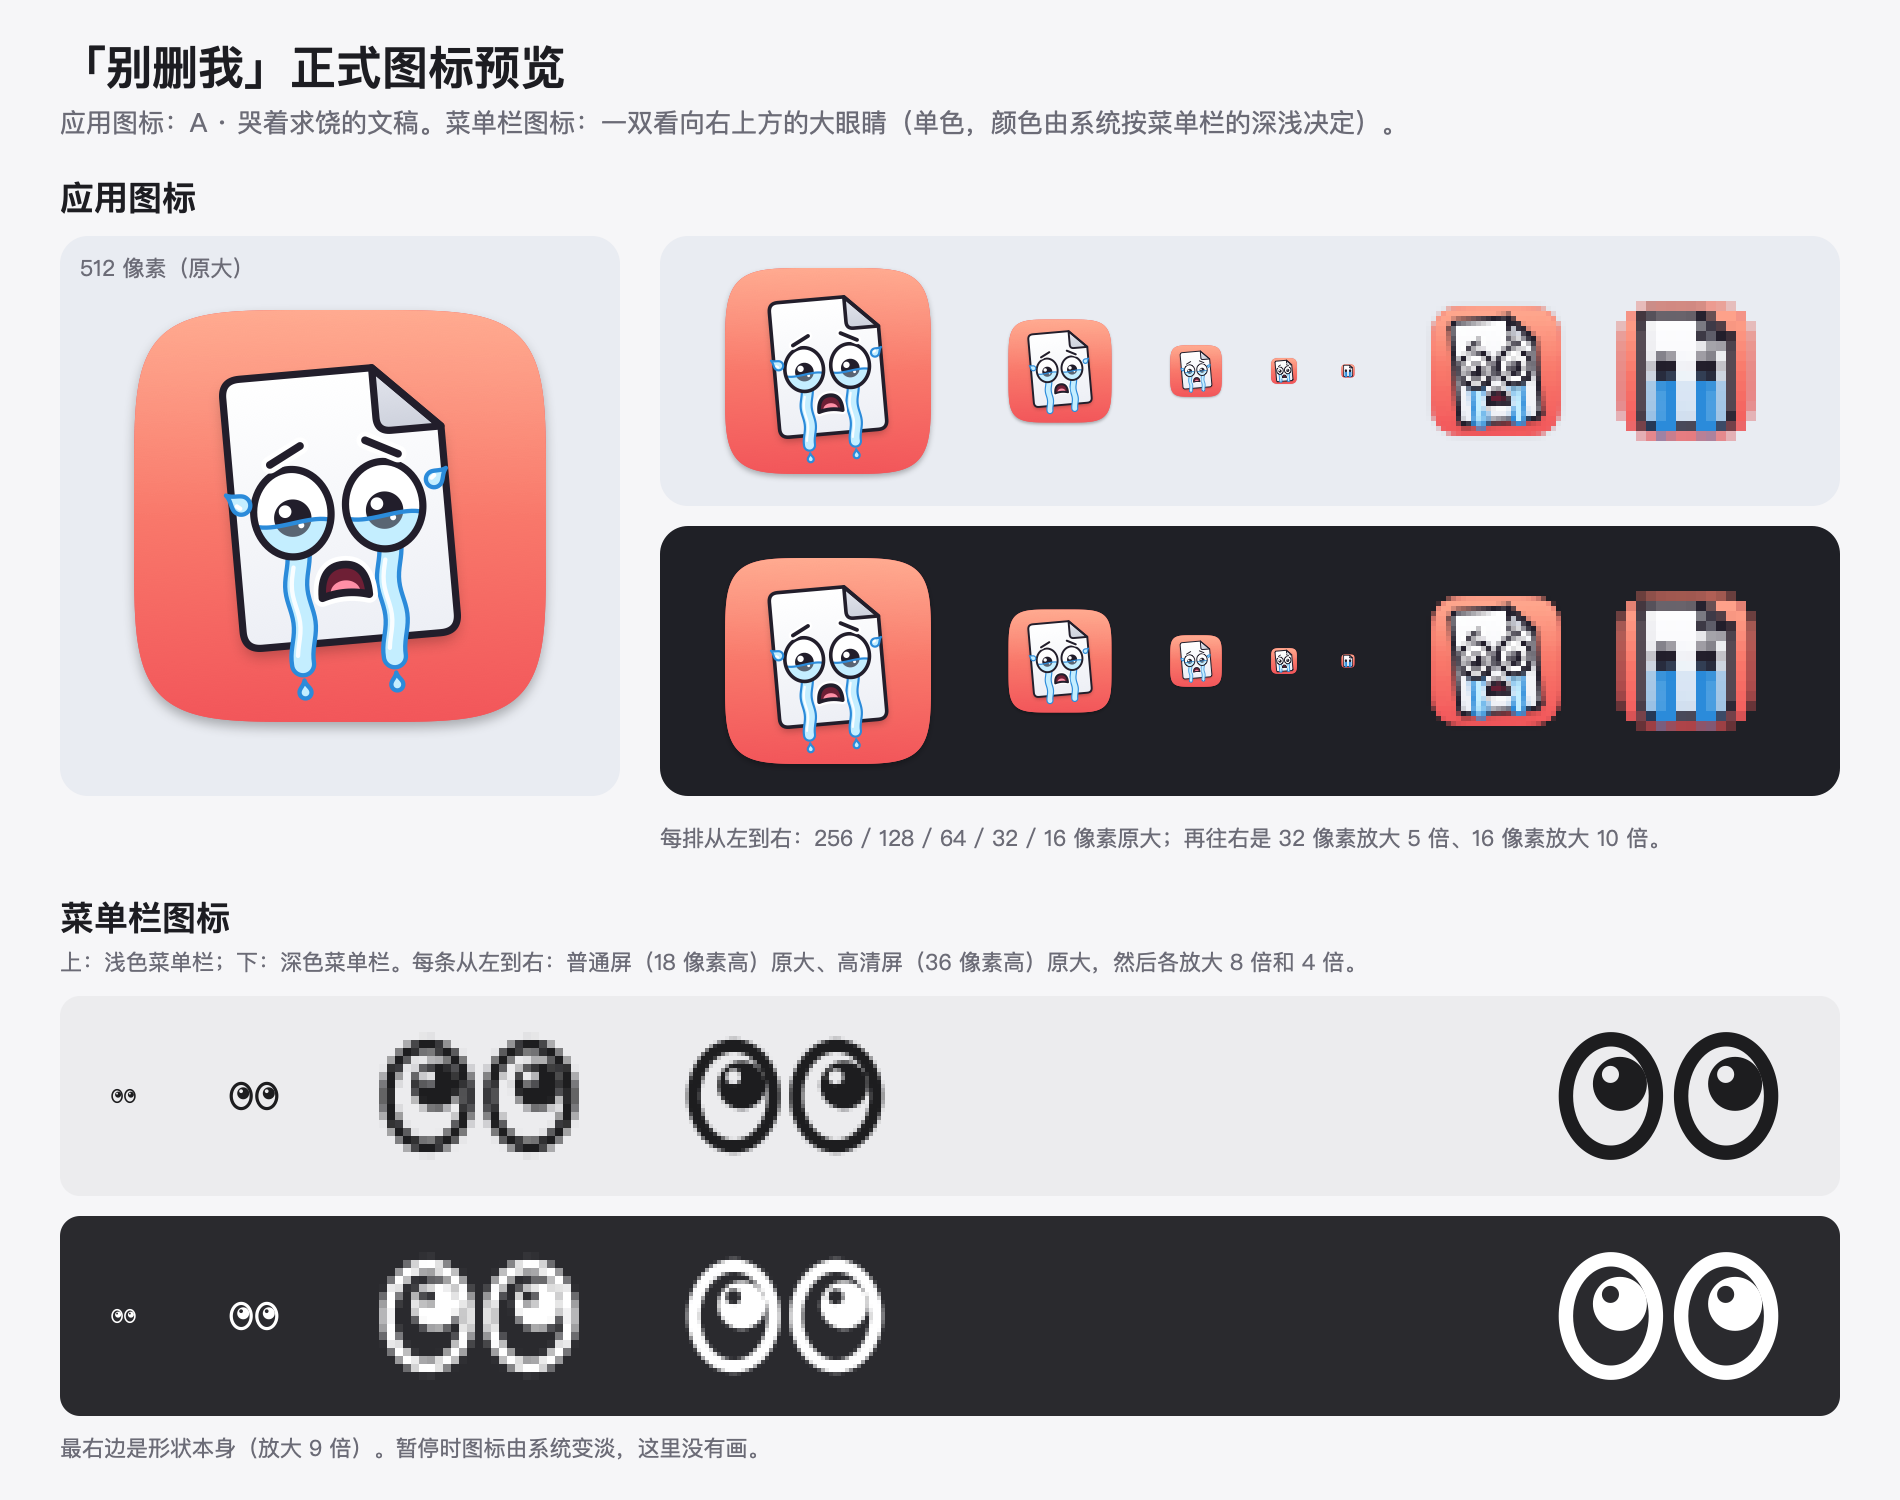 「别删我」正式图标预览
应用图标：A · 哭着求饶的文稿。菜单栏图标：一双看向右上方的大眼睛（单色，颜色由系统按菜单栏的深浅决定）。
应用图标
512 像素（原大）
每排从左到右：256 / 128 / 64 / 32 / 16 像素原大；再往右是 32 像素放大 5 倍、16 像素放大 10 倍。
菜单栏图标
上：浅色菜单栏；下：深色菜单栏。每条从左到右：普通屏（18 像素高）原大、高清屏（36 像素高）原大，然后各放大 8 倍和 4 倍。
最右边是形状本身（放大 9 倍）。暂停时图标由系统变淡，这里没有画。